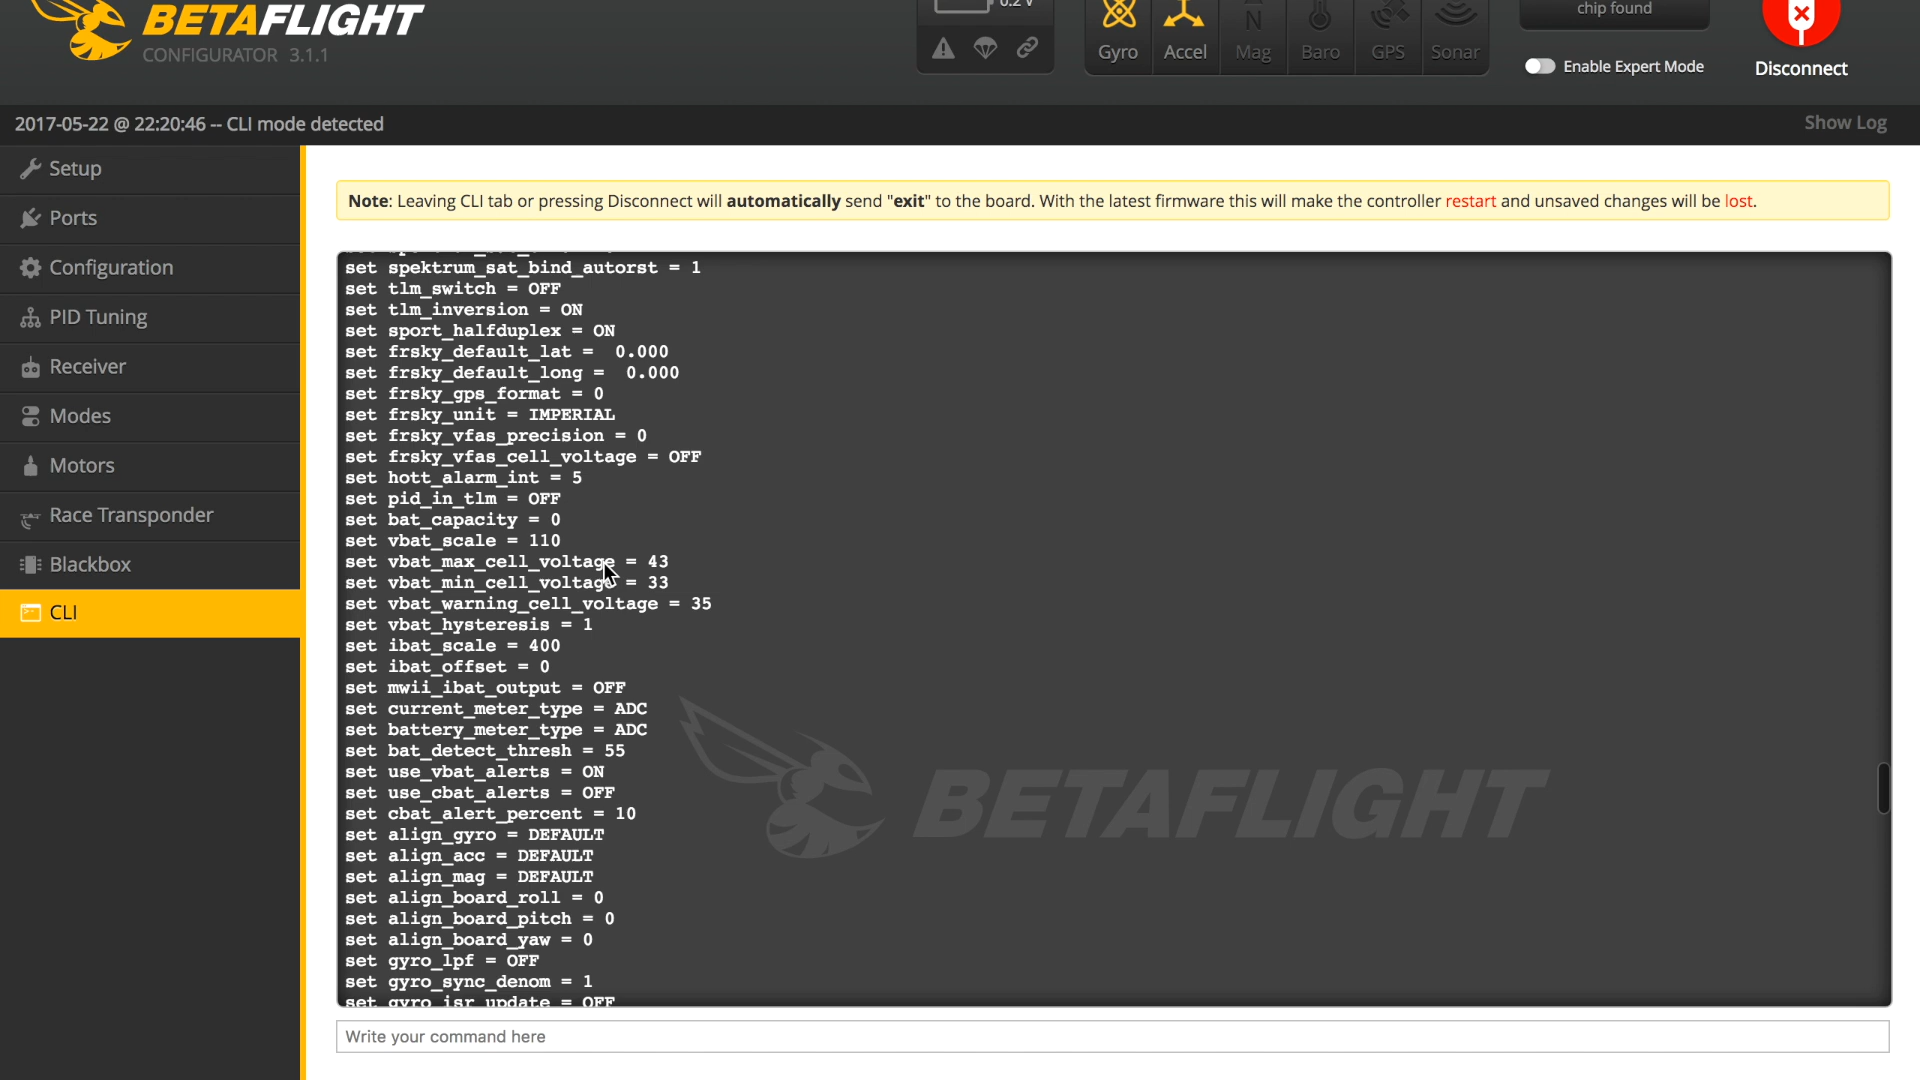 BETAFLIGHT
CONFIGURATOR 3.1.1
0.2 V
Gyro
Accel
Mag
Baro
GPS
Sonar
chip found
Enable Expert Mode
Disconnect
2017-05-22 @ 22:20:46 -- CLI mode detected
Show Log
Setup
Ports
Configuration
PID Tuning
Receiver
Modes
Motors
Race Transponder
Blackbox
CLI
Note: Leaving CLI tab or pressing Disconnect will automatically send "exit" to the board. With the latest firmware this will make the controller restart and unsaved changes will be lost.
set spektrum_sat_bind_autorst = 1
set tlm_switch = OFF
set tlm_inversion = ON
set sport_halfduplex = ON
set frsky_default_lat =  0.000
set frsky_default_long =  0.000
set frsky_gps_format = 0
set frsky_unit = IMPERIAL
set frsky_vfas_precision = 0
set frsky_vfas_cell_voltage = OFF
set hott_alarm_int = 5
set pid_in_tlm = OFF
set bat_capacity = 0
set vbat_scale = 110
set vbat_max_cell_voltage = 43
set vbat_min_cell_voltage = 33
set vbat_warning_cell_voltage = 35
set vbat_hysteresis = 1
set ibat_scale = 400
set ibat_offset = 0
set mwii_ibat_output = OFF
set current_meter_type = ADC
set battery_meter_type = ADC
set bat_detect_thresh = 55
set use_vbat_alerts = ON
set use_cbat_alerts = OFF
set cbat_alert_percent = 10
set align_gyro = DEFAULT
set align_acc = DEFAULT
set align_mag = DEFAULT
set align_board_roll = 0
set align_board_pitch = 0
set align_board_yaw = 0
set gyro_lpf = OFF
set gyro_sync_denom = 1
set gyro_isr_update = OFF
BETAFLIGHT
Write your command here